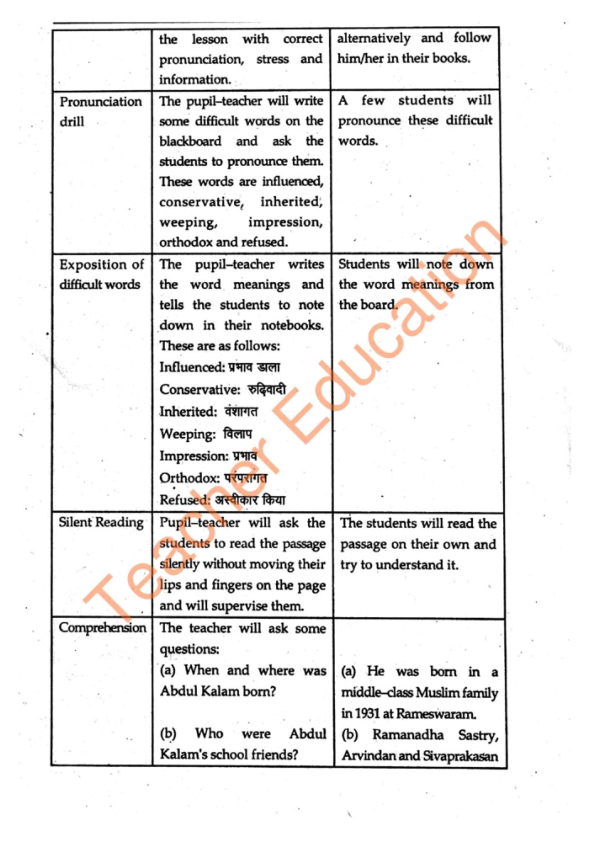 the lesson with correct
pronunciation, stress and
information.
alternatively and follow
him/her in their books.
Pronunciation
drill
The pupil–teacher will write
some difficult words on the
blackboard and ask the
students to pronounce them.
These words are influenced,
conservative, inherited,
weeping, impression,
orthodox and refused.
A few students will
pronounce these difficult
words.
Exposition of
difficult words
The pupil–teacher writes
the word meanings and
tells the students to note
down in their notebooks.
These are as follows:
Influenced: प्रभाव डाला
Conservative: रुढ़िवादी
Inherited: वंशागत
Weeping: विलाप
Impression: प्रभाव
Orthodox: परंपरागत
Refused: अस्वीकार किया
Students will note down
the word meanings from
the board.
Silent Reading
Pupil–teacher will ask the
students to read the passage
silently without moving their
lips and fingers on the page
and will supervise them.
The students will read the
passage on their own and
try to understand it.
Comprehension
The teacher will ask some
questions:
(a) When and where was
Abdul Kalam born?
(b) Who were Abdul
Kalam's school friends?
(a) He was born in a
middle–class Muslim family
in 1931 at Rameswaram.
(b) Ramanadha Sastry,
Arvindan and Sivaprakasan
Teacher Education